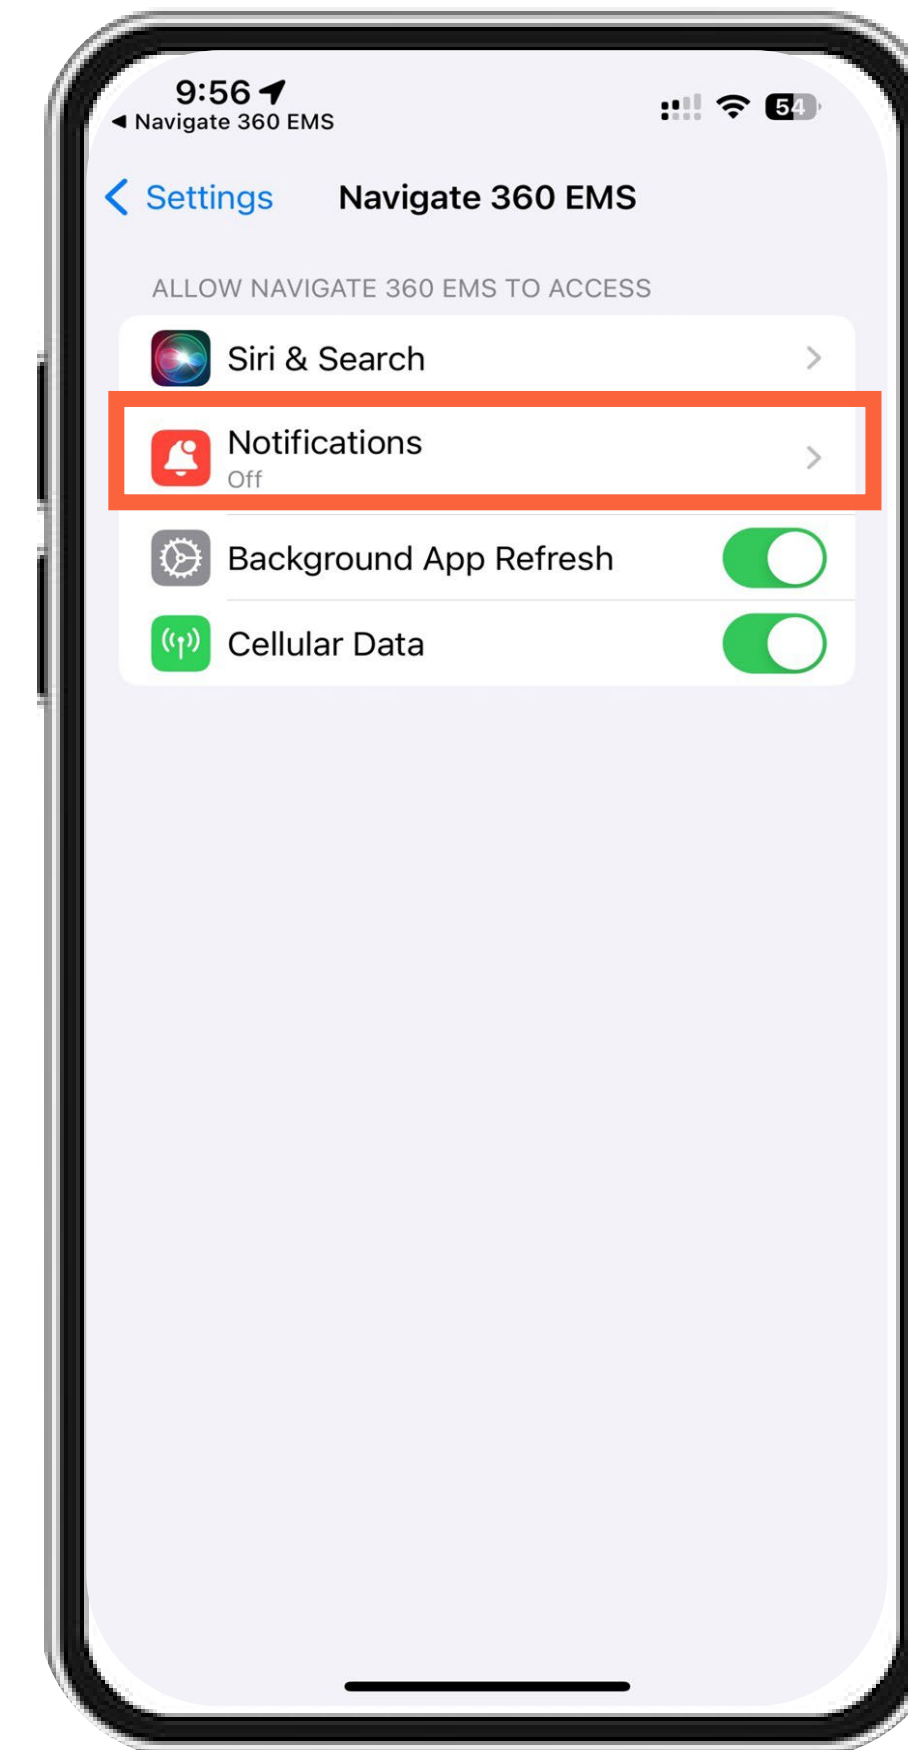 9:56
◀ Navigate 360 EMS
54
Settings
Navigate 360 EMS
ALLOW NAVIGATE 360 EMS TO ACCESS
Siri & Search
Notifications
Off
Background App Refresh
Cellular Data